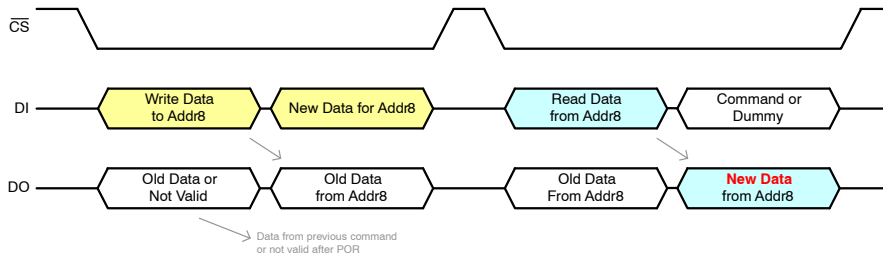 CS
DI
Write Data
to Addr8
New Data for Addr8
Read Data
from Addr8
Command or
Dummy
DO
Old Data or
Not Valid
Old Data
from Addr8
Old Data
From Addr8
New Data
from Addr8
Data from previous command
or not valid after POR